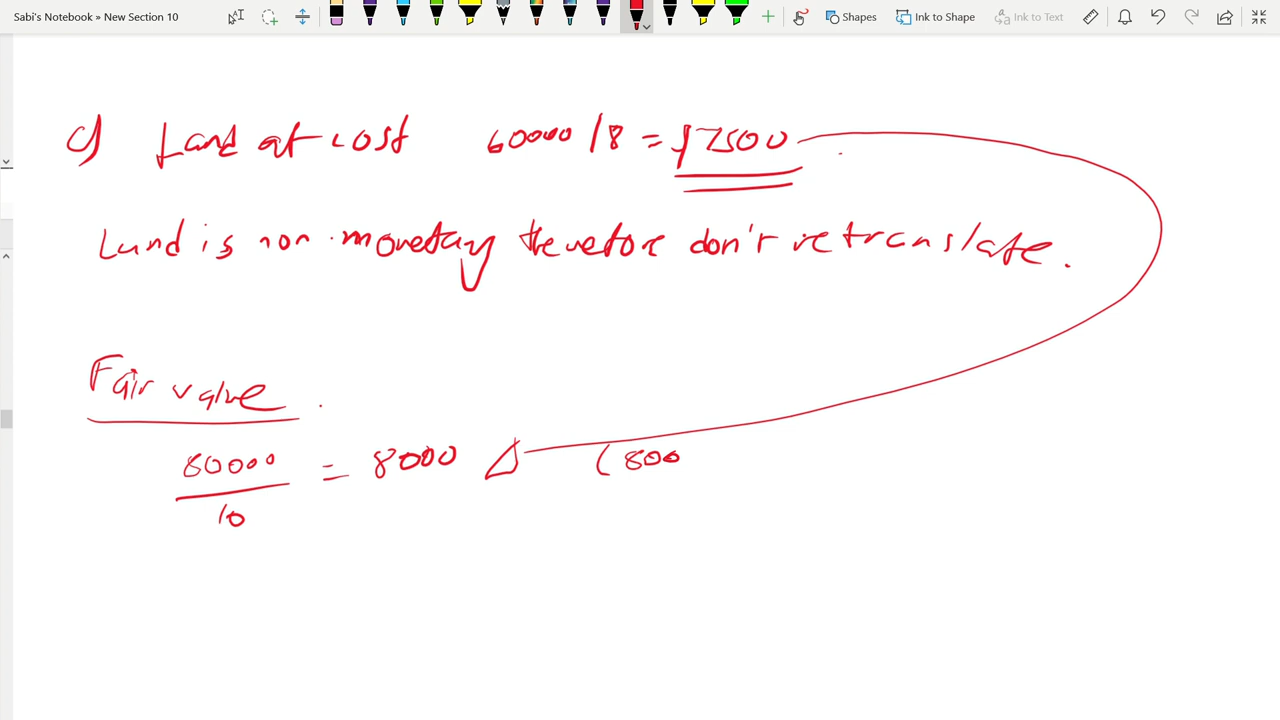 Sabi's Notebook » New Section 10
Shapes
Ink to Shape
Ink to Text
c) Land at cost 60000/8 = $7500
Land is non-monetary therefore don't retranslate.
Fair value
80000
= 8000 (800
10